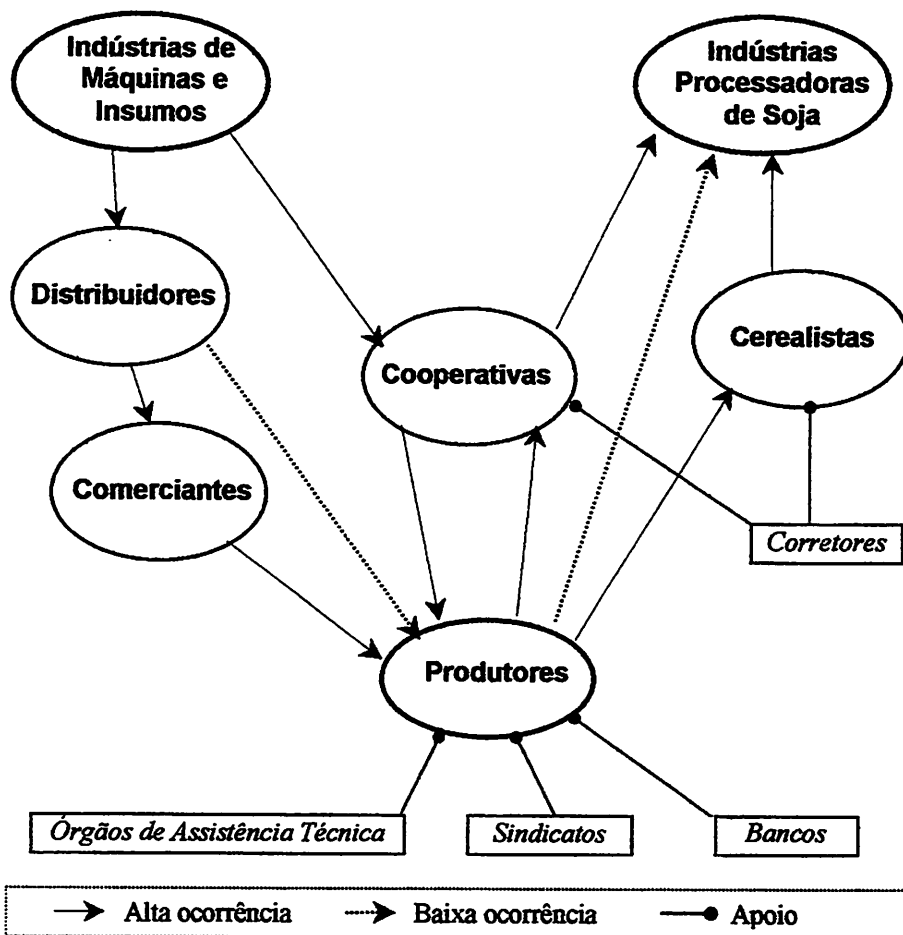 Indústrias de
Máquinas e
Insumos
Indústrias
Processadoras
de Soja
Distribuidores
Cerealistas
Cooperativas
Comerciantes
Corretores
Produtores
Órgãos de Assistência Técnica
Sindicatos
Bancos
Alta ocorrência
Baixa ocorrência
Apoio